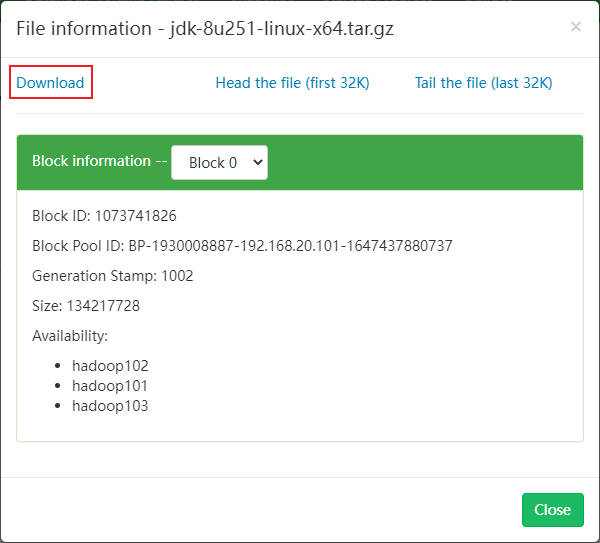 File information - jdk-8u251-linux-x64.tar.gz ×
Download Head the file (first 32K) Tail the file (last 32K)
Block information -- Block 0
Block ID: 1073741826
Block Pool ID: BP-1930008887-192.168.20.101-1647437880737
Generation Stamp: 1002
Size: 134217728
Availability:
• hadoop102
• hadoop101
• hadoop103
Close